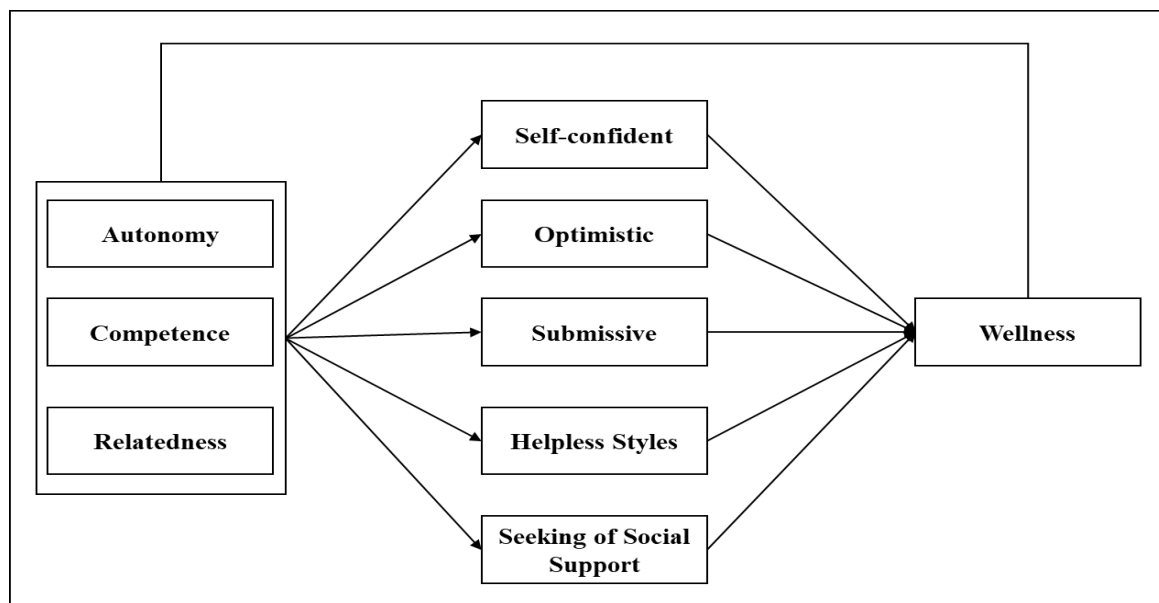 Self-confident
Autonomy
Optimistic
Competence
Submissive
Wellness
Relatedness
Helpless Styles
Seeking of Social
Support